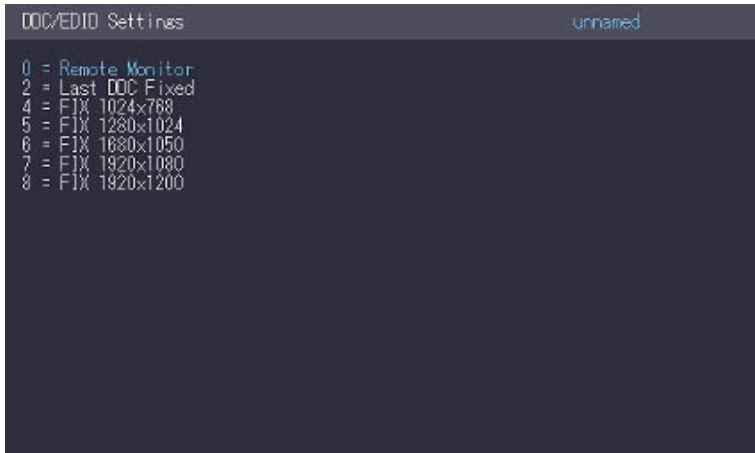 DDC/EDID Settings
unnamed
0 = Remote Monitor
2 = Last DDC Fixed
4 = FIX 1024x768
5 = FIX 1280x1024
6 = FIX 1680x1050
7 = FIX 1920x1080
8 = FIX 1920x1200